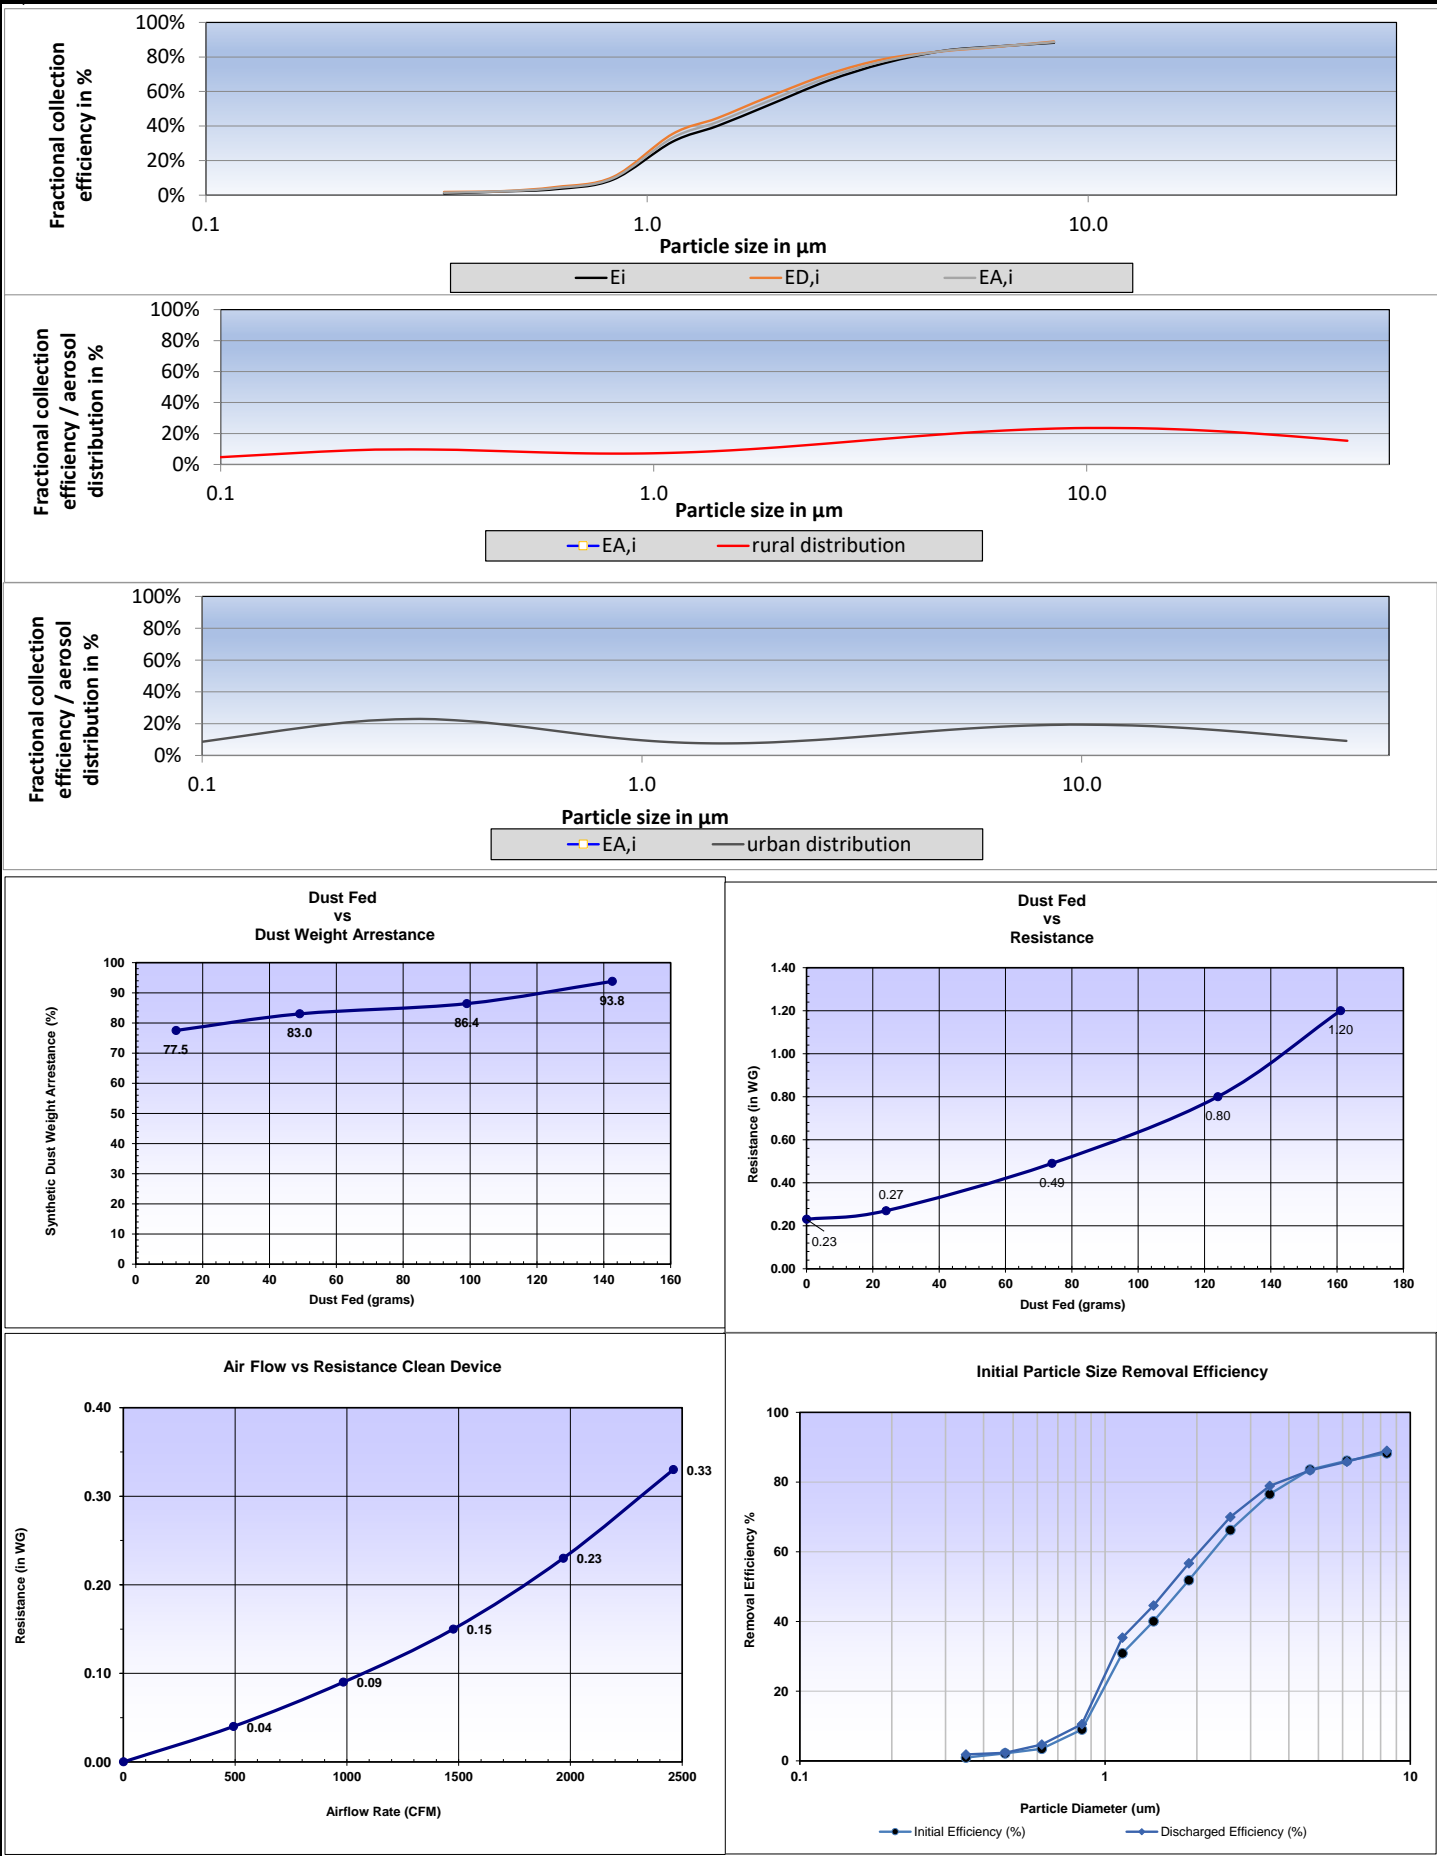 Fractional collection
efficiency in %
100%
80%
60%
40%
20%
0%
0.1
1.0
10.0
Particle size in µm
Ei
ED,i
EA,i
Fractional collection
efficiency / aerosol
distribution in %
100%
80%
60%
40%
20%
0%
0.1
1.0
10.0
Particle size in µm
EA,i
rural distribution
Fractional collection
efficiency / aerosol
distribution in %
100%
80%
60%
40%
20%
0%
0.1
1.0
10.0
Particle size in µm
EA,i
urban distribution
Dust Fed
vs
Dust Weight Arrestance
Synthetic Dust Weight Arrestance (%)
100
90
80
70
60
50
40
30
20
10
0
77.5
83.0
86.4
93.8
0
20
40
60
80
100
120
140
160
Dust Fed (grams)
Dust Fed
vs
Resistance
Resistance (in WG)
1.40
1.20
1.00
0.80
0.60
0.40
0.20
0.00
0.23
0.27
0.49
0.80
1.20
0
20
40
60
80
100
120
140
160
180
Dust Fed (grams)
Air Flow vs Resistance Clean Device
Resistance (in WG)
0.40
0.30
0.20
0.10
0.00
0.04
0.09
0.15
0.23
0.33
0
500
1000
1500
2000
2500
Airflow Rate (CFM)
Initial Particle Size Removal Efficiency
Removal Efficiency %
100
80
60
40
20
0
0.1
1
10
Particle Diameter (um)
Initial Efficiency (%)
Discharged Efficiency (%)